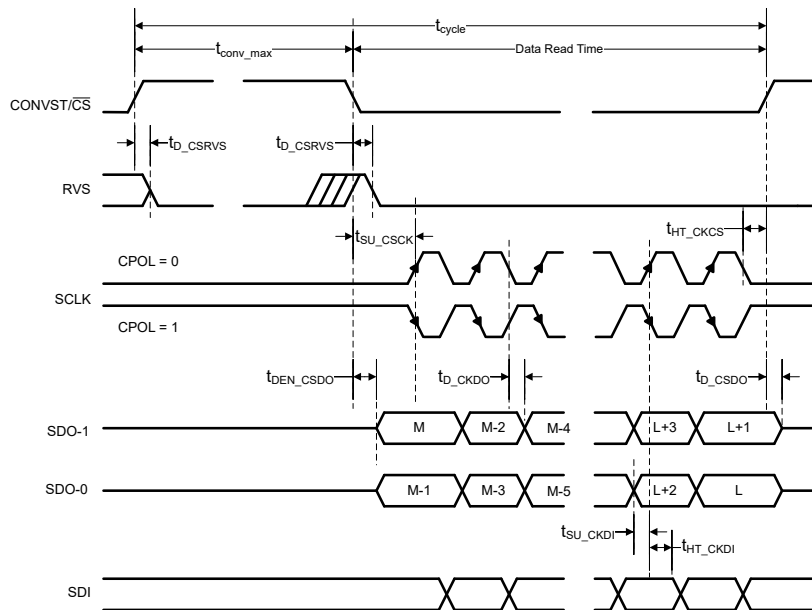 tcycle
tconv_max
Data Read Time
CONVST/CS
tD_CSRVS
tD_CSRVS
RVS
tSU_CSCK
tHT_CKCS
CPOL = 0
SCLK
CPOL = 1
tDEN_CSDO
tD_CKDO
tD_CSDO
SDO-1
M
M-2
M-4
L+3
L+1
SDO-0
M-1
M-3
M-5
L+2
L
tSU_CKDI
tHT_CKDI
SDI